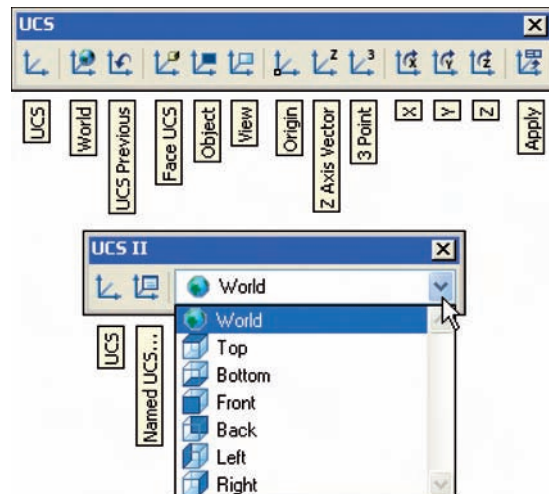 UCS
UCS
World
UCS Previous
Face UCS
Object
View
Origin
Z Axis Vector
3 Point
X
Y
Z
Apply
UCS II
World
UCS
Named UCS...
World
Top
Bottom
Front
Back
Left
Right